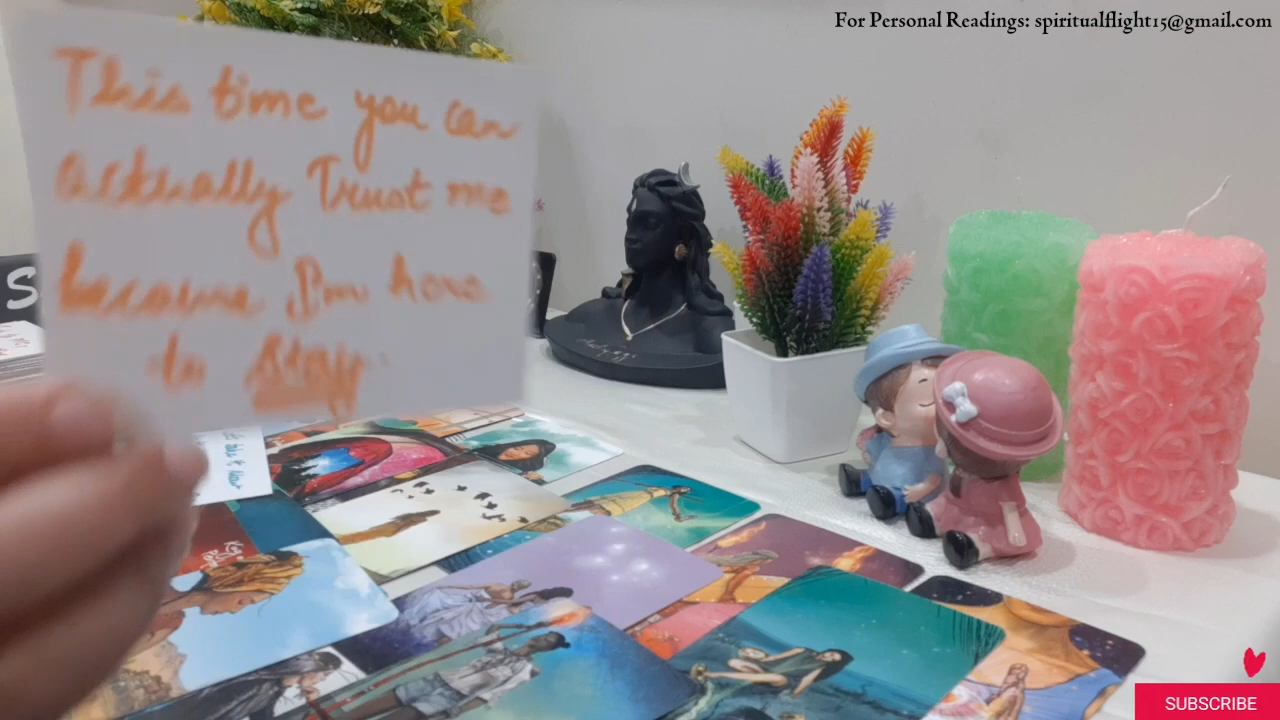 For Personal Readings: spiritualflight15@gmail.com
This time you can
actually Trust me
because I'm here
to stay
S
SUBSCRIBE